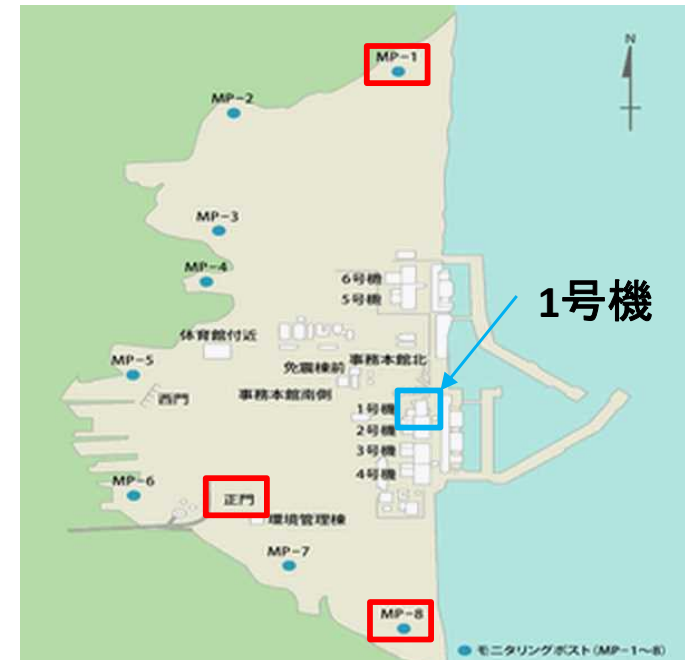 N
MP-1
MP-2
MP-3
MP-4
6号機
5号機
1号機
体育館付近
MP-5
免震棟前
事務本館北
西門
事務本館南側
1号機
2号機
3号機
4号機
MP-6
正門
環境管理棟
MP-7
MP-8
モニタリングポスト(MP-1～8)